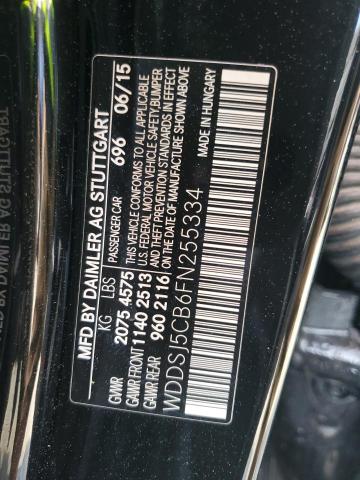 MFD BY DAIMLER AG STUTTGART
KG LBS PASSENGER CAR 696 06/15
GVWR 2075 4575 THIS VEHICLE CONFORMS TO ALL APPLICABLE
GAWR FRONT 1140 2513 U.S. FEDERAL MOTOR VEHICLE SAFETY, BUMPER
GAWR REAR 960 2116 AND THEFT PREVENTION STANDARDS IN EFFECT
ON THE DATE OF MANUFACTURE SHOWN ABOVE.
WDDSJ5CB6FN255334 MADE IN HUNGARY